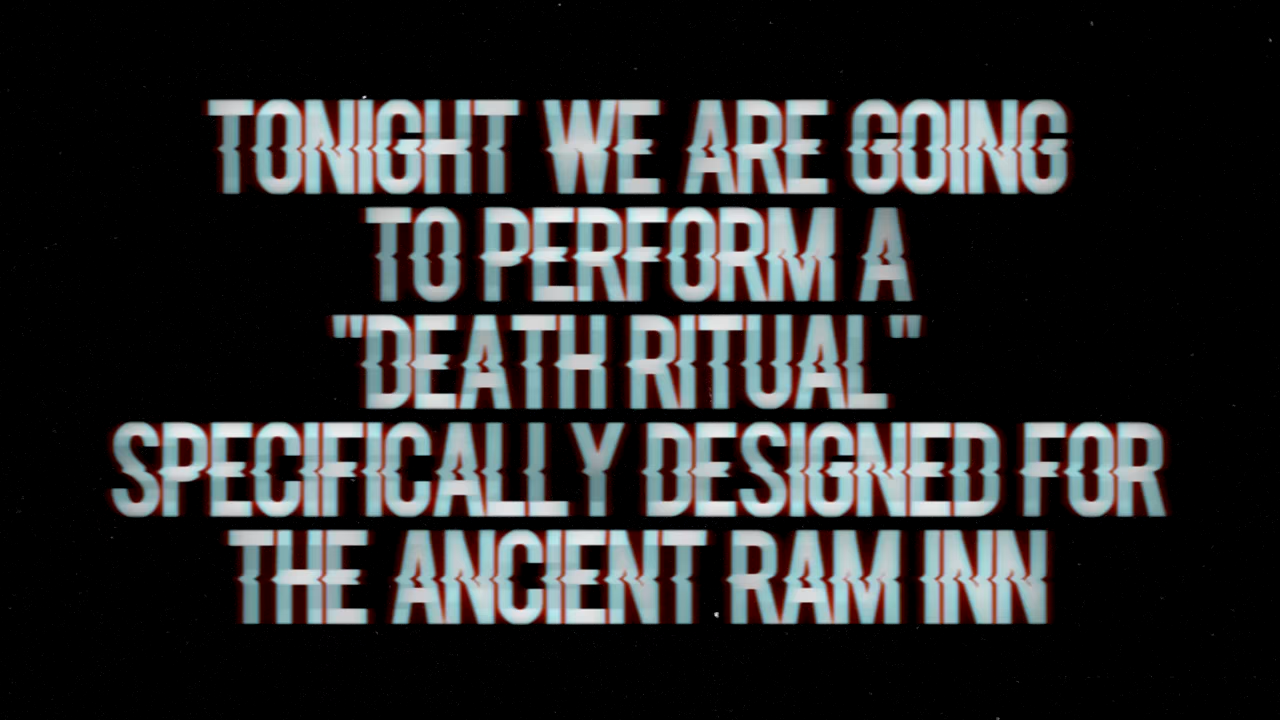 TONIGHT WE ARE GOING
TO PERFORM A
"DEATH RITUAL"
SPECIFICALLY DESIGNED FOR
THE ANCIENT RAM INN